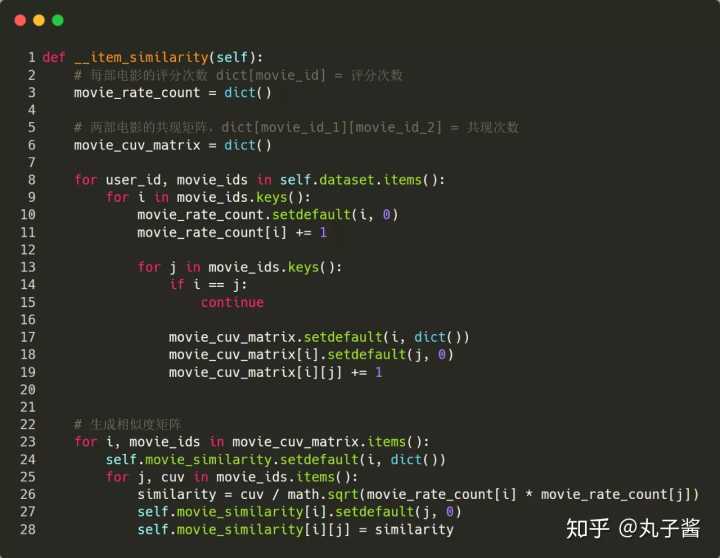 1 def __item_similarity(self):
2     # 每部电影的评分次数 dict[movie_id] = 评分次数
3     movie_rate_count = dict()
4
5     # 两部电影的共现矩阵，dict[movie_id_1][movie_id_2] = 共现次数
6     movie_cuv_matrix = dict()
7
8     for user_id, movie_ids in self.dataset.items():
9         for i in movie_ids.keys():
10             movie_rate_count.setdefault(i, 0)
11             movie_rate_count[i] += 1
12
13             for j in movie_ids.keys():
14                 if i == j:
15                     continue
16
17                 movie_cuv_matrix.setdefault(i, dict())
18                 movie_cuv_matrix[i].setdefault(j, 0)
19                 movie_cuv_matrix[i][j] += 1
20
21
22     # 生成相似度矩阵
23     for i, movie_ids in movie_cuv_matrix.items():
24         self.movie_similarity.setdefault(i, dict())
25         for j, cuv in movie_ids.items():
26             similarity = cuv / math.sqrt(movie_rate_count[i] * movie_rate_count[j])
27             self.movie_similarity[i].setdefault(j, 0)
28             self.movie_similarity[i][j] = similarity
知乎 @丸子酱